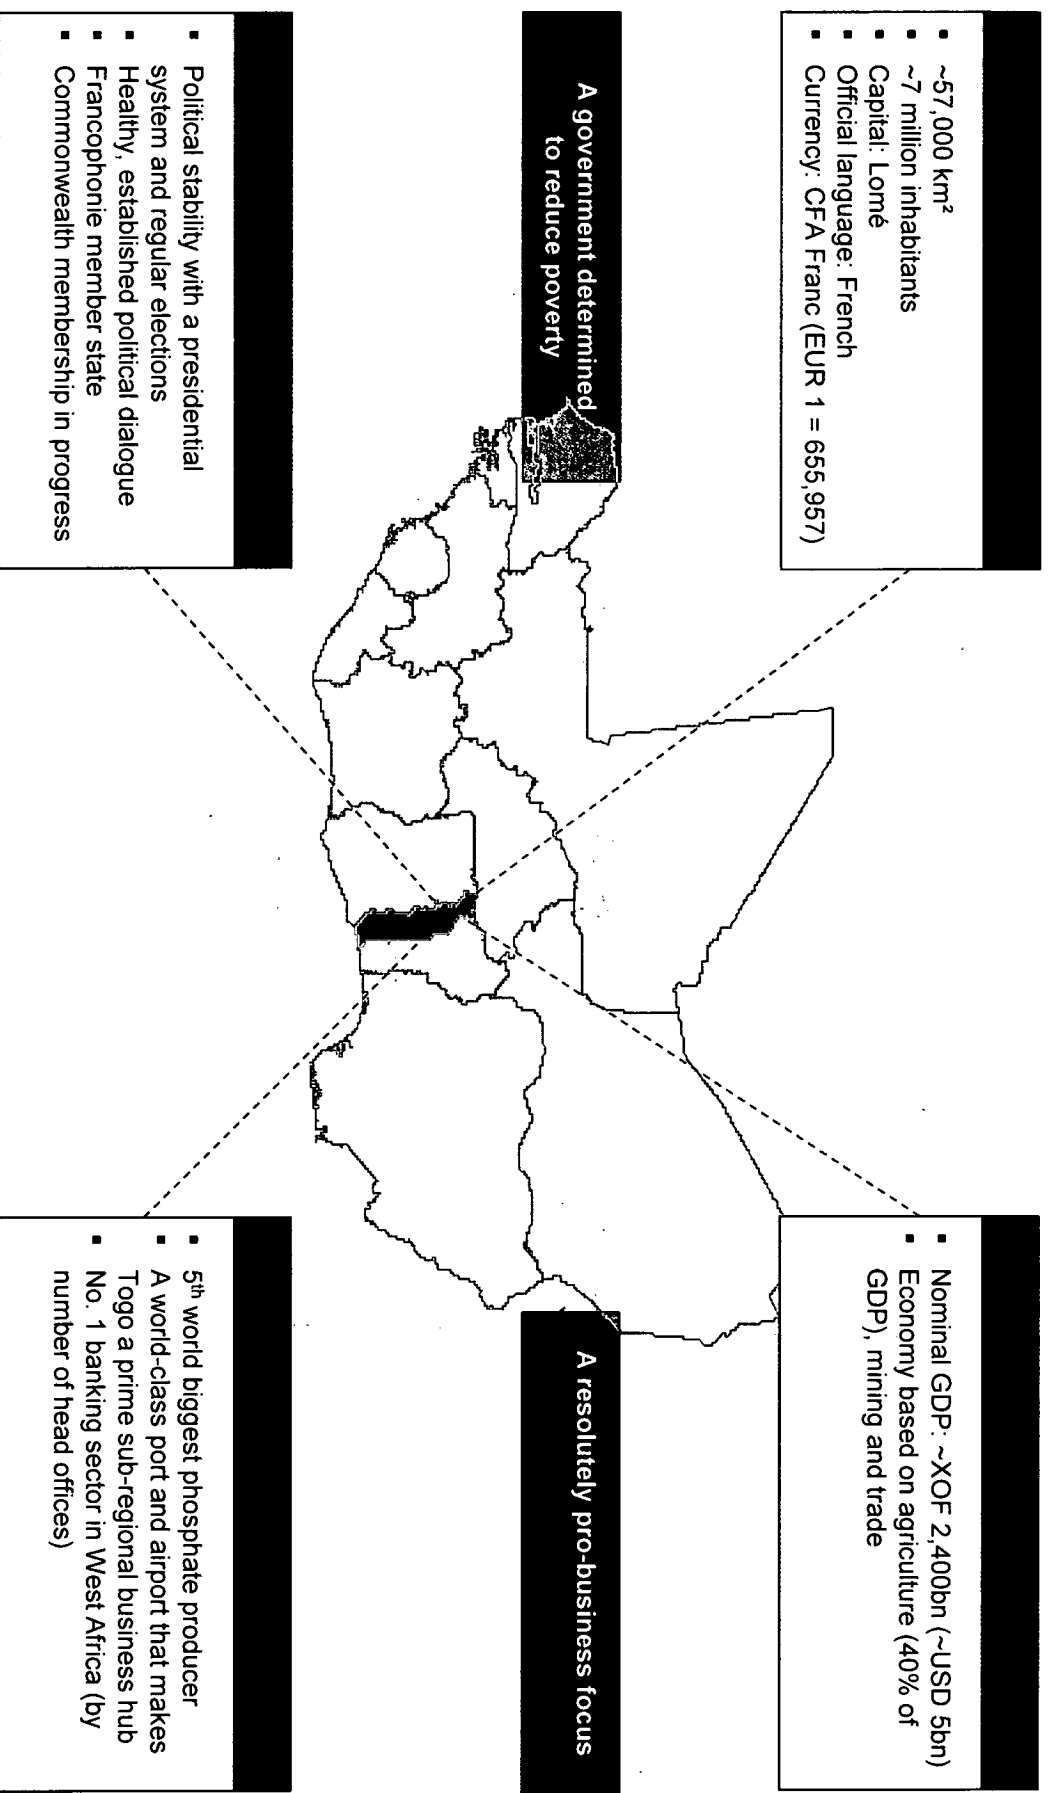 ▪ ~57,000 km²
▪ ~7 million inhabitants
▪ Capital: Lomé
▪ Official language: French
▪ Currency: CFA Franc (EUR 1 = 655,957)
▪ Nominal GDP: ~XOF 2,400bn (~USD 5bn)
▪ Economy based on agriculture (40% of
GDP), mining and trade
A government determined
to reduce poverty
A resolutely pro-business focus
▪ Political stability with a presidential
system and regular elections
▪ Healthy, established political dialogue
▪ Francophonie member state
▪ Commonwealth membership in progress
▪ 5th world biggest phosphate producer
▪ A world-class port and airport that makes
Togo a prime sub-regional business hub
▪ No. 1 banking sector in West Africa (by
number of head offices)